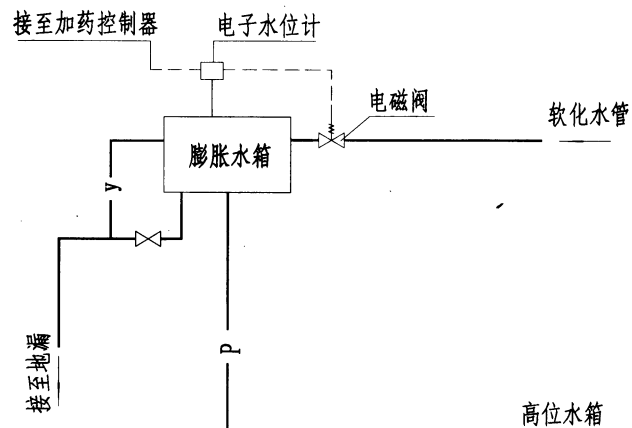 接至加药控制器
电子水位计
电磁阀
软化水管
膨胀水箱
y
接至地漏
p
高位水箱